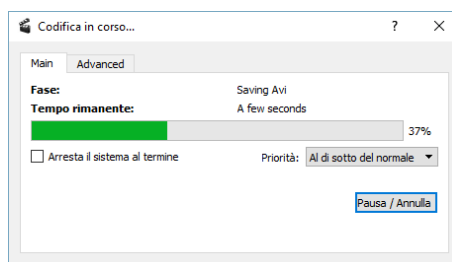 Codifica in corso...
Main Advanced
Fase: Saving Avi
Tempo rimanente: A few seconds
37%
Arresta il sistema al termine Priorità: Al di sotto del normale
Pausa / Annulla